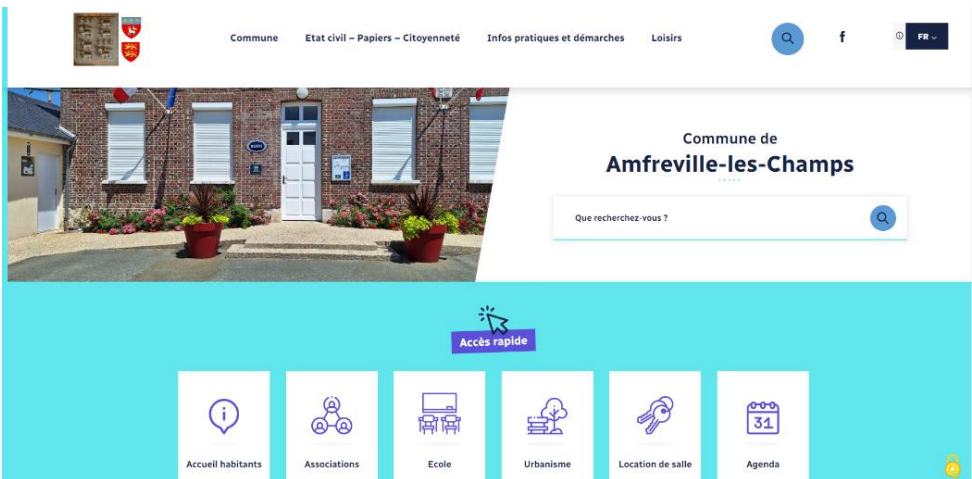 Commune
Etat civil – Papiers – Citoyenneté
Infos pratiques et démarches
Loisirs
f
FR
MAIRIE
Commune de
Amfreville-les-Champs
Que recherchez-vous ?
Accès rapide
i
31
Accueil habitants
Associations
Ecole
Urbanisme
Location de salle
Agenda